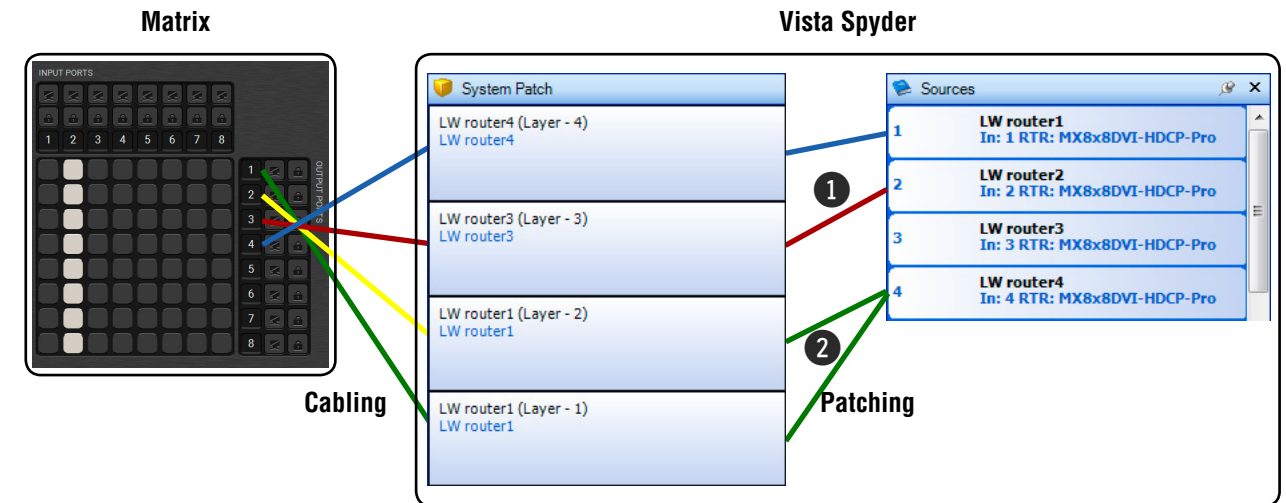 Matrix
Vista Spyder
INPUT PORTS
1 2 3 4 5 6 7 8
OUTPUT PORTS
1
2
3
4
5
6
7
8
System Patch
LW router4 (Layer - 4)
LW router4
LW router3 (Layer - 3)
LW router3
LW router1 (Layer - 2)
LW router1
LW router1 (Layer - 1)
LW router1
Sources
1
LW router1
In: 1 RTR: MX8x8DVI-HDCP-Pro
2
LW router2
In: 2 RTR: MX8x8DVI-HDCP-Pro
3
LW router3
In: 3 RTR: MX8x8DVI-HDCP-Pro
4
LW router4
In: 4 RTR: MX8x8DVI-HDCP-Pro
1
2
Cabling
Patching